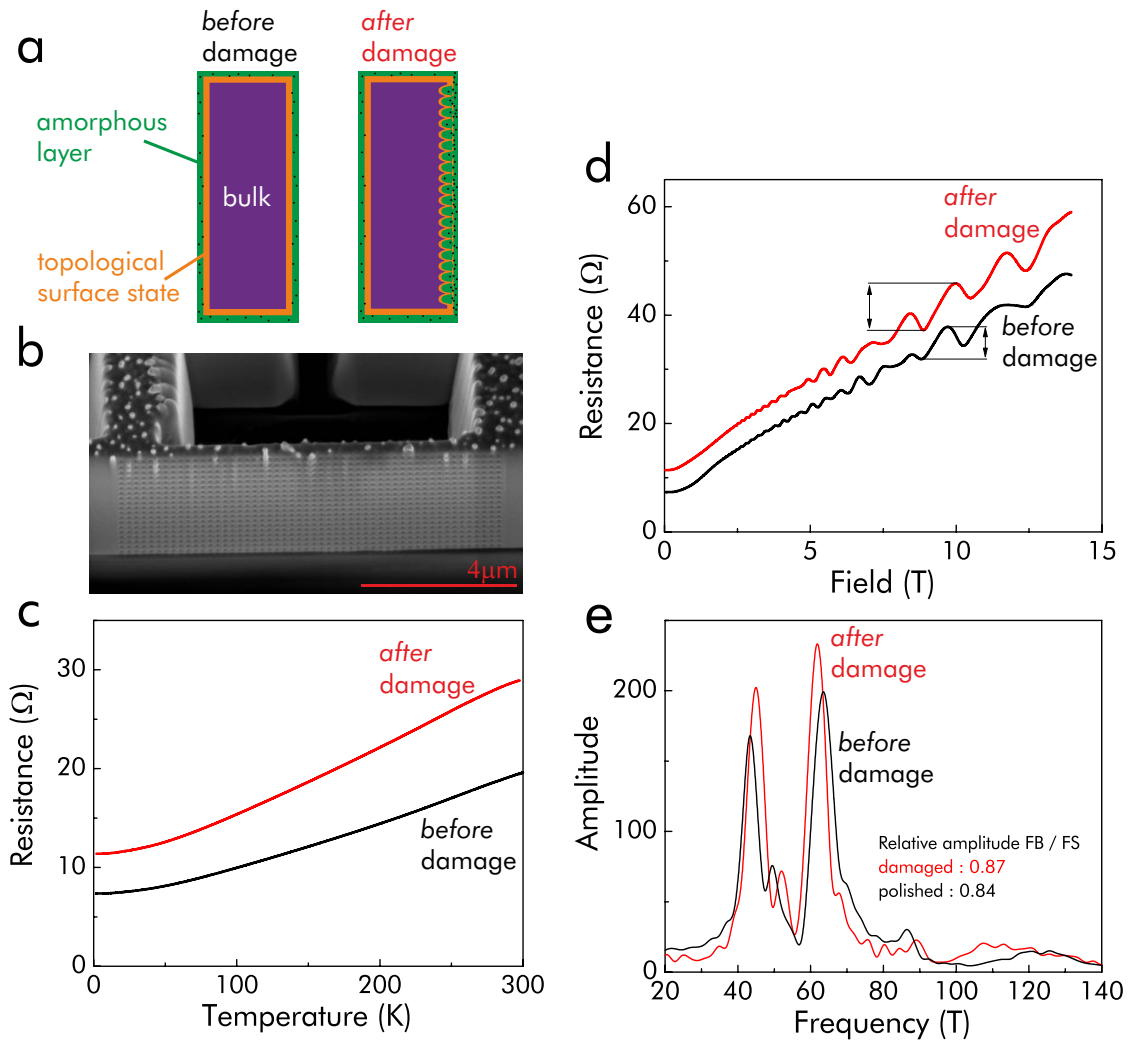 a
before
damage
after
damage
amorphous
layer
bulk
topological
surface state
b
4μm
c
Resistance (Ω)
30
20
10
0
after
damage
before
damage
0
100
200
300
Temperature (K)
d
Resistance (Ω)
60
40
20
0
after
damage
before
damage
0
5
10
15
Field (T)
e
Amplitude
200
100
0
after
damage
before
damage
Relative amplitude FB / FS
damaged : 0.87
polished : 0.84
20
40
60
80
100
120
140
Frequency (T)